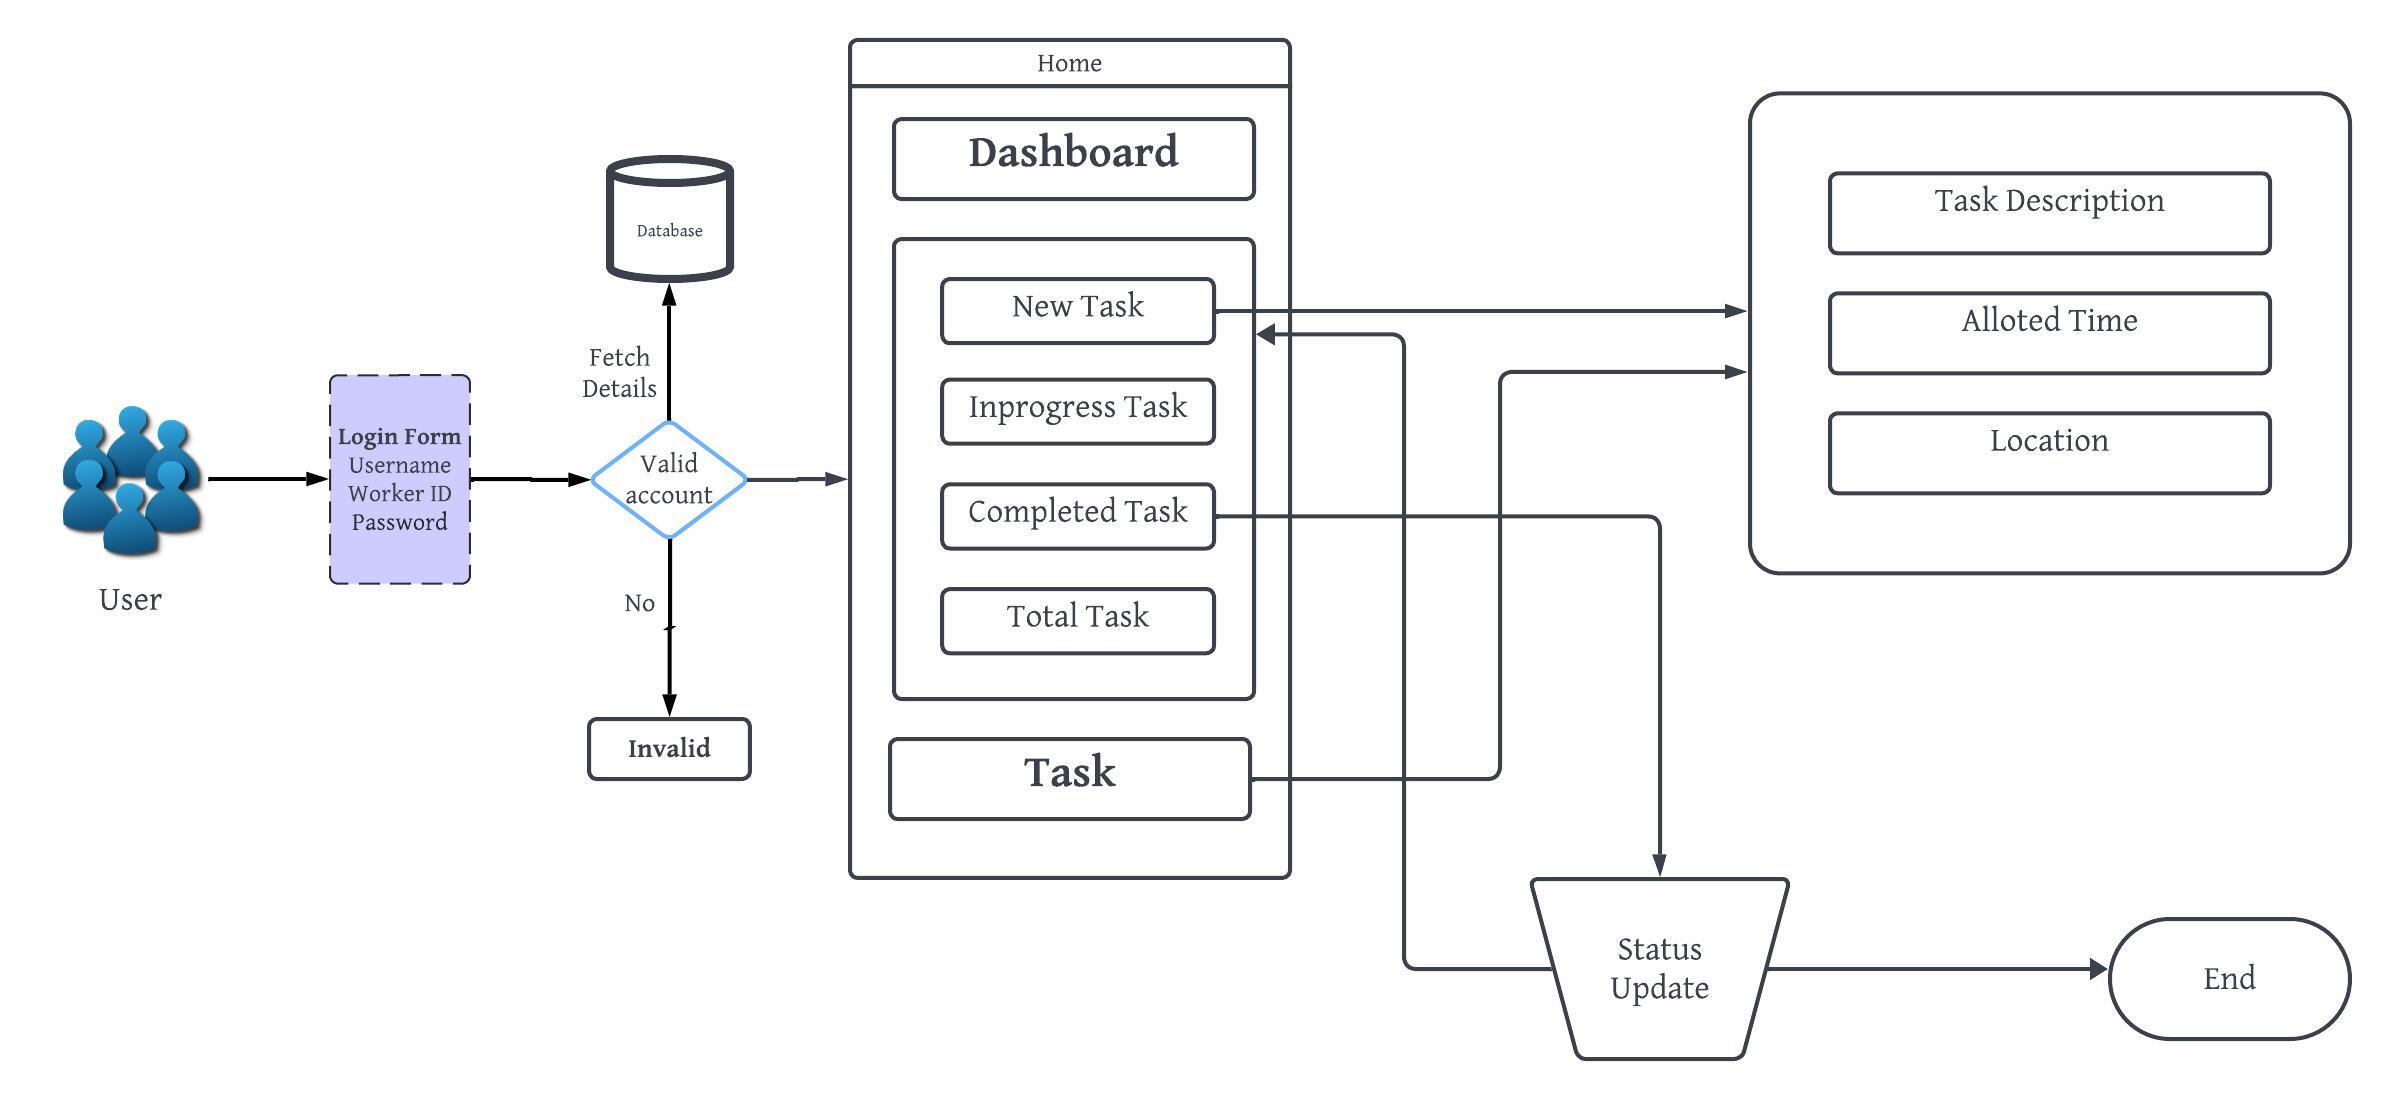 User
Login Form
Username
Worker ID
Password
Database
Fetch
Details
Valid
account
No
Invalid
Home
Dashboard
New Task
Inprogress Task
Completed Task
Total Task
Task
Task Description
Alloted Time
Location
Status
Update
End